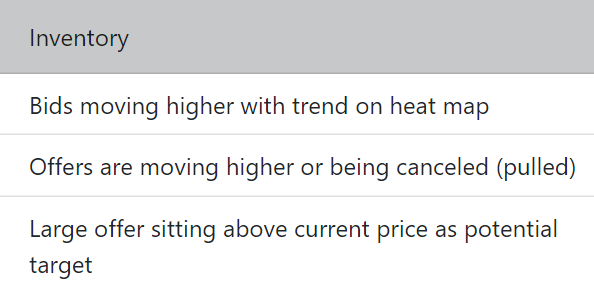 Inventory
Bids moving higher with trend on heat map
Offers are moving higher or being canceled (pulled)
Large offer sitting above current price as potential
target